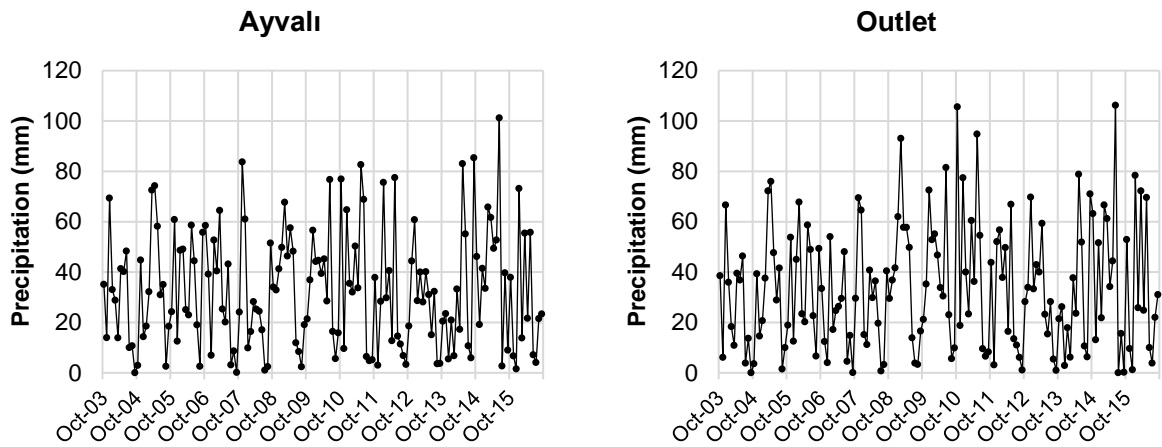 Ayvalı
Precipitation (mm)
120
100
80
60
40
20
0
Oct-03
Oct-04
Oct-05
Oct-06
Oct-07
Oct-08
Oct-09
Oct-10
Oct-11
Oct-12
Oct-13
Oct-14
Oct-15
Outlet
Precipitation (mm)
120
100
80
60
40
20
0
Oct-03
Oct-04
Oct-05
Oct-06
Oct-07
Oct-08
Oct-09
Oct-10
Oct-11
Oct-12
Oct-13
Oct-14
Oct-15